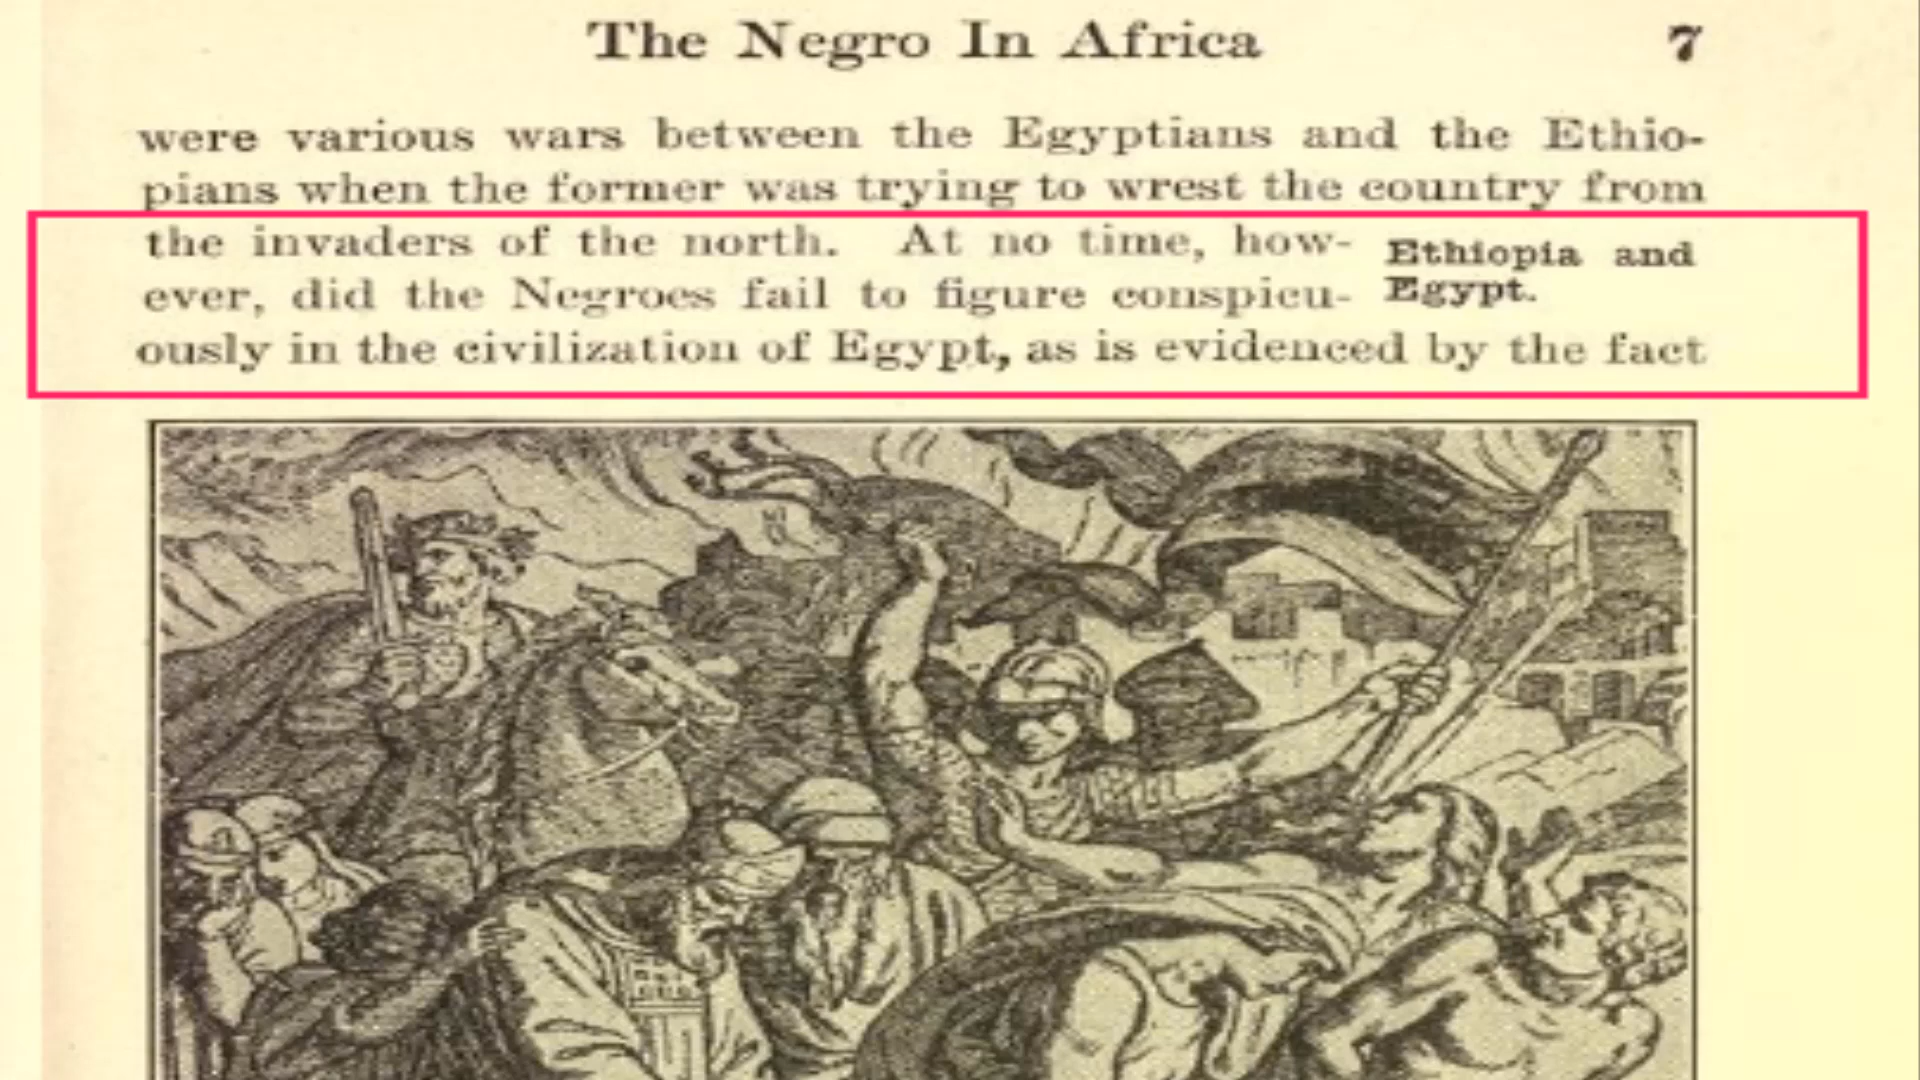 The Negro In Africa 7
were various wars between the Egyptians and the Ethio-
pians when the former was trying to wrest the country from
the invaders of the north. At no time, how-
ever, did the Negroes fail to figure conspicu-
Ethiopia and
Egypt.
ously in the civilization of Egypt, as is evidenced by the fact